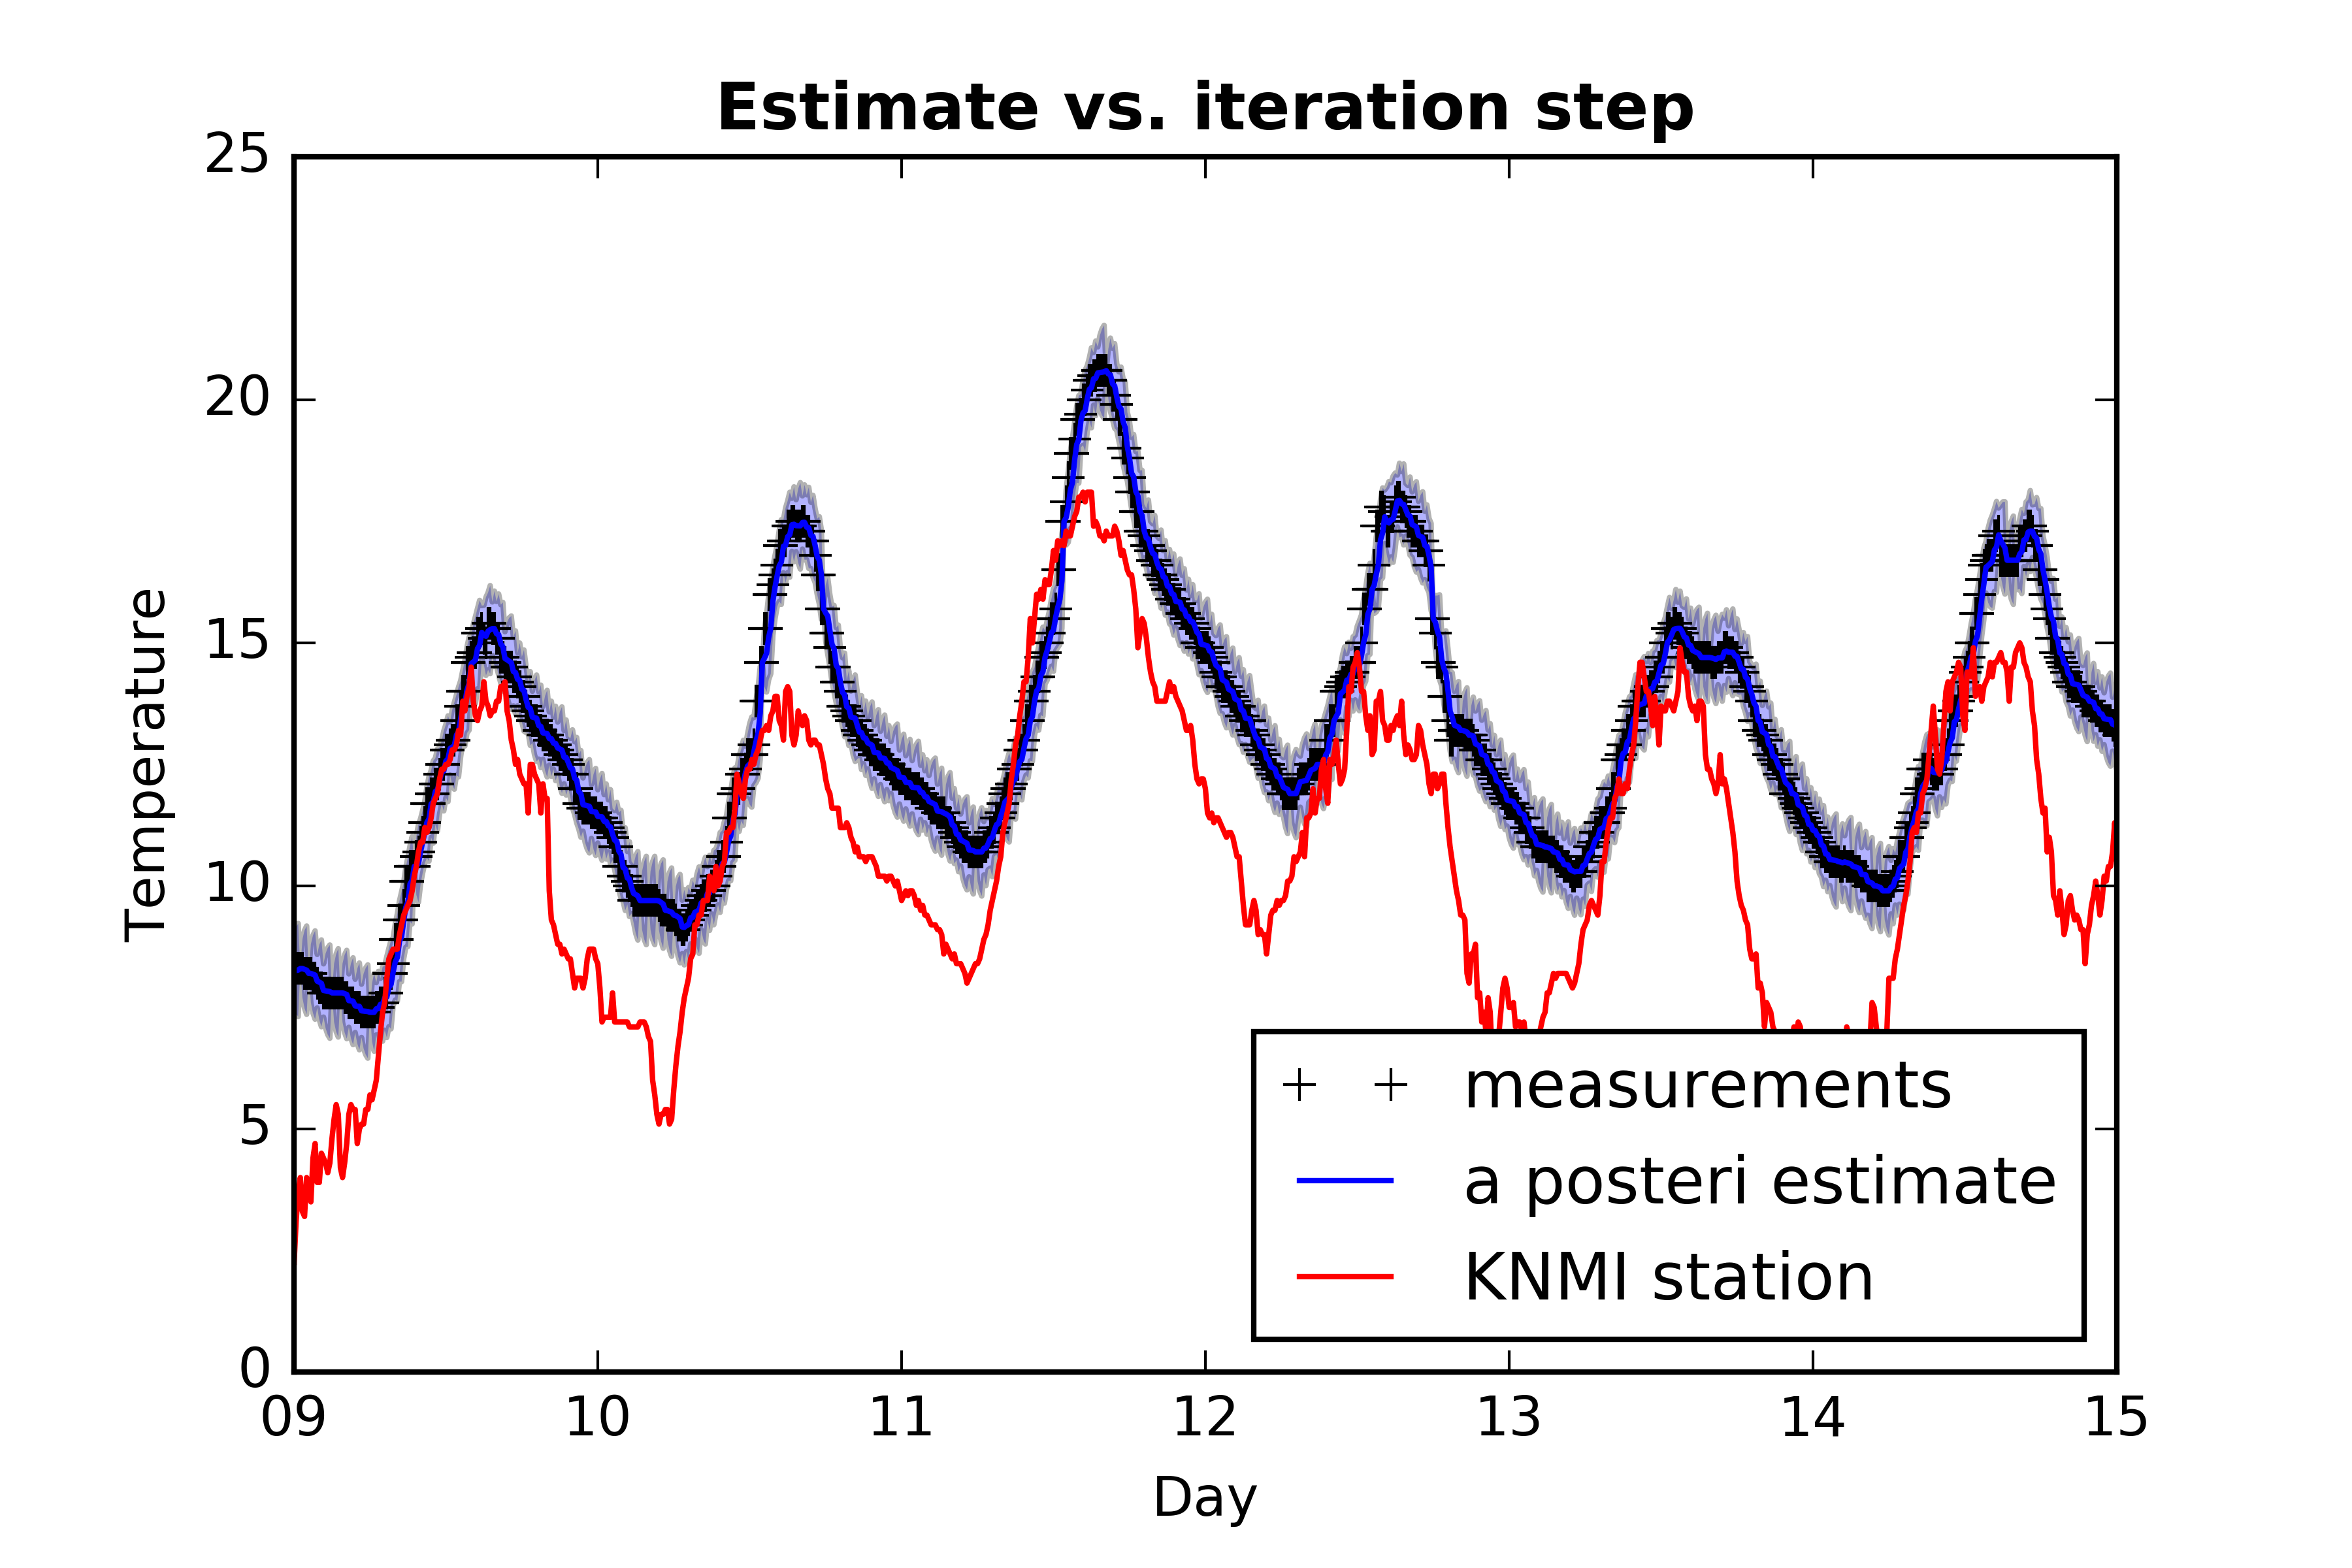 Estimate vs. iteration step
25
20
15
10
5
0
Temperature
09 10 11 12 13 14 15
Day
measurements
a posteri estimate
KNMI station